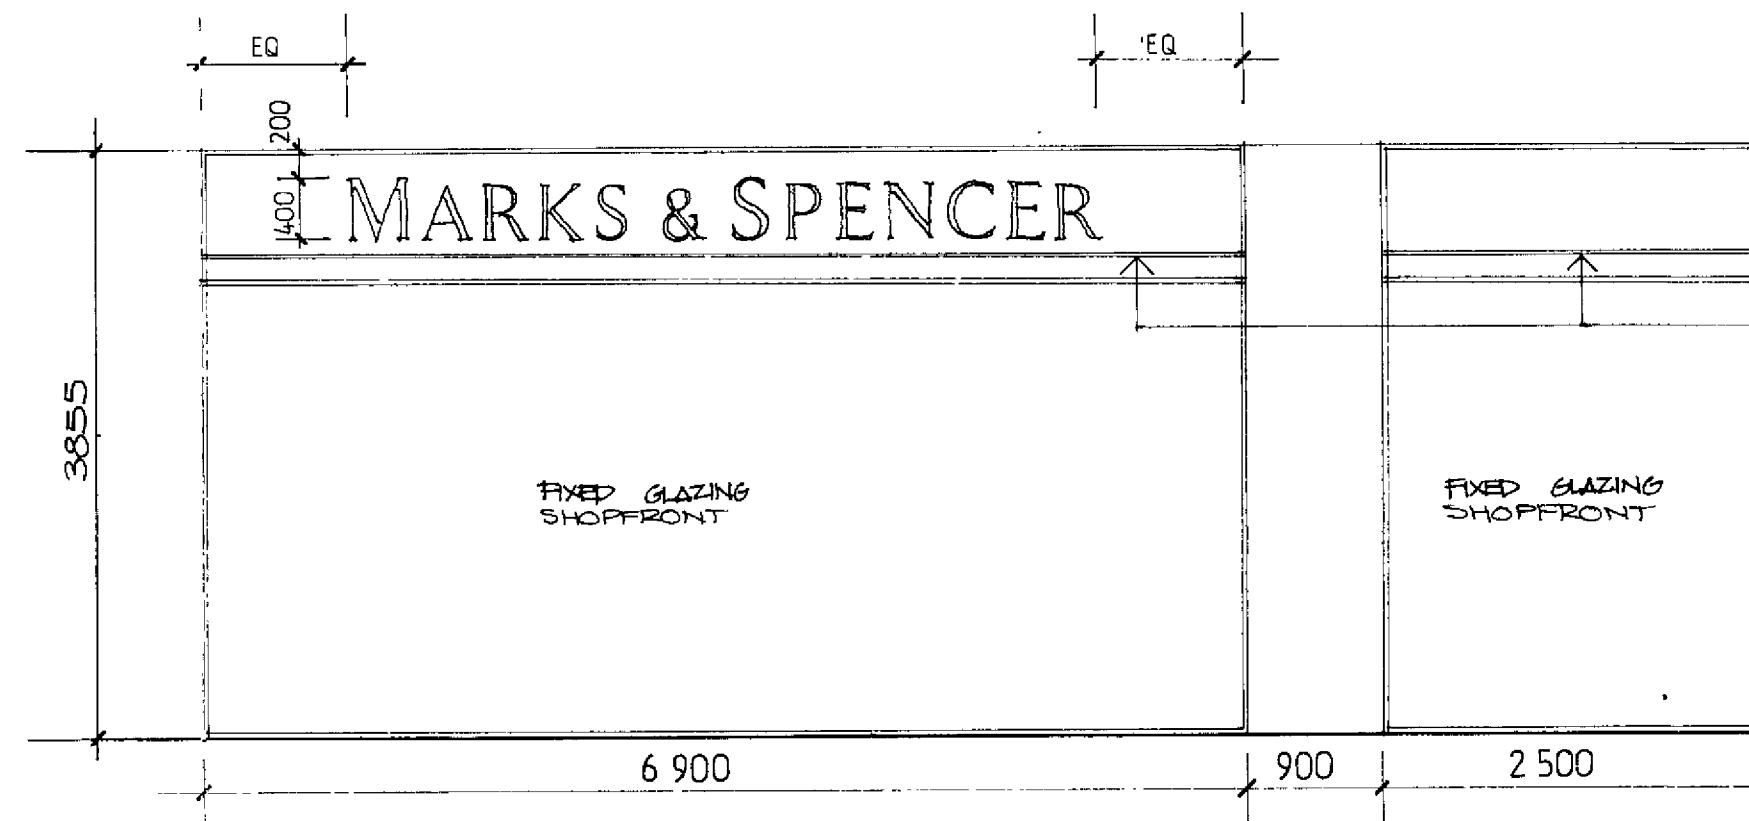 EQ
EQ
200
400
MARKS & SPENCER
3855
FIXED GLAZING
SHOPFRONT
FIXED GLAZING
SHOPFRONT
6 900
900
2 500